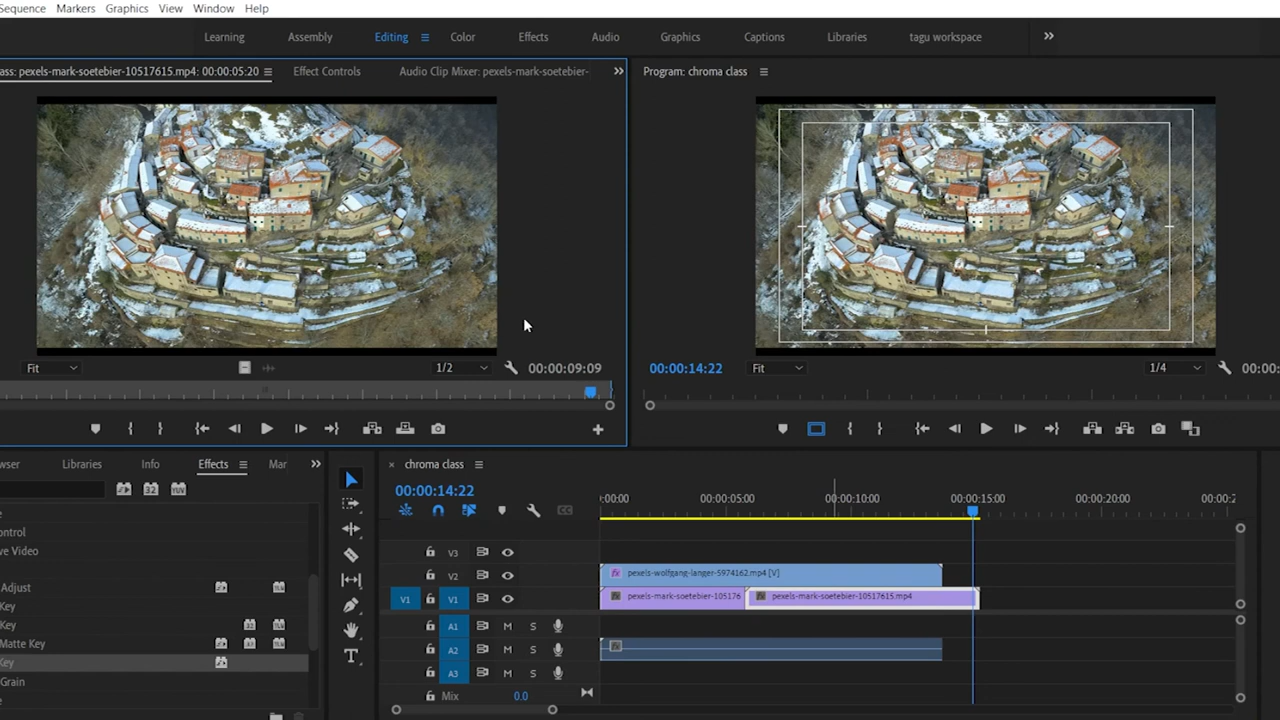 Sequence Markers Graphics View Window Help
Learning Assembly Editing Color Effects Audio Graphics Captions Libraries tagu workspace
ass: pexels-mark-soetebier-10517615.mp4: 00:00:05:20 Effect Controls Audio Clip Mixer: pexels-mark-soetebier-
Program: chroma class
Fit 1/2 00:00:09:09
00:00:14:22 Fit 1/4 00:00:
wser Libraries Info Effects Mar
32 YUV
e
ontrol
ve Video
Adjust
Key
Key
Matte Key
Key
Grain
× chroma class
00:00:14:22
:00:00 00:00:05:00 00:00:10:00 00:00:15:00 00:00:20:00 00:00:2
V3
V2 pexels-wolfgang-langer-5974162.mp4 [V]
V1 V1 pexels-mark-soetebier-105176 pexels-mark-soetebier-10517615.mp4
A1 M S
A2 M S
A3 M S
Mix 0.0